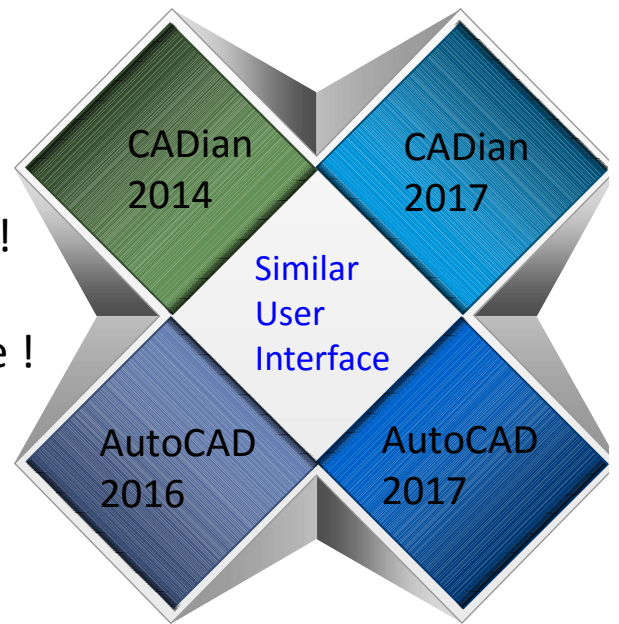 CADian
2014
CADian
2017
!
Similar
User
Interface
e !
AutoCAD
2016
AutoCAD
2017